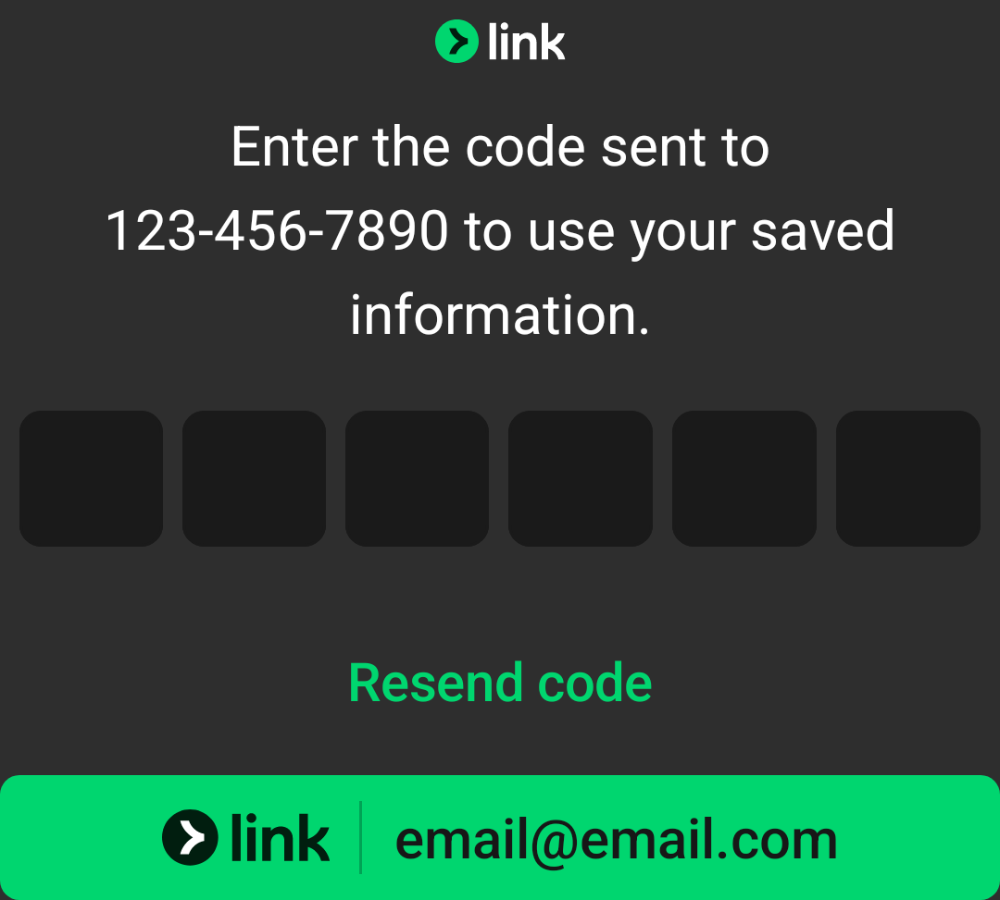 link
Enter the code sent to
123-456-7890 to use your saved
information.
Resend code
link | email@email.com